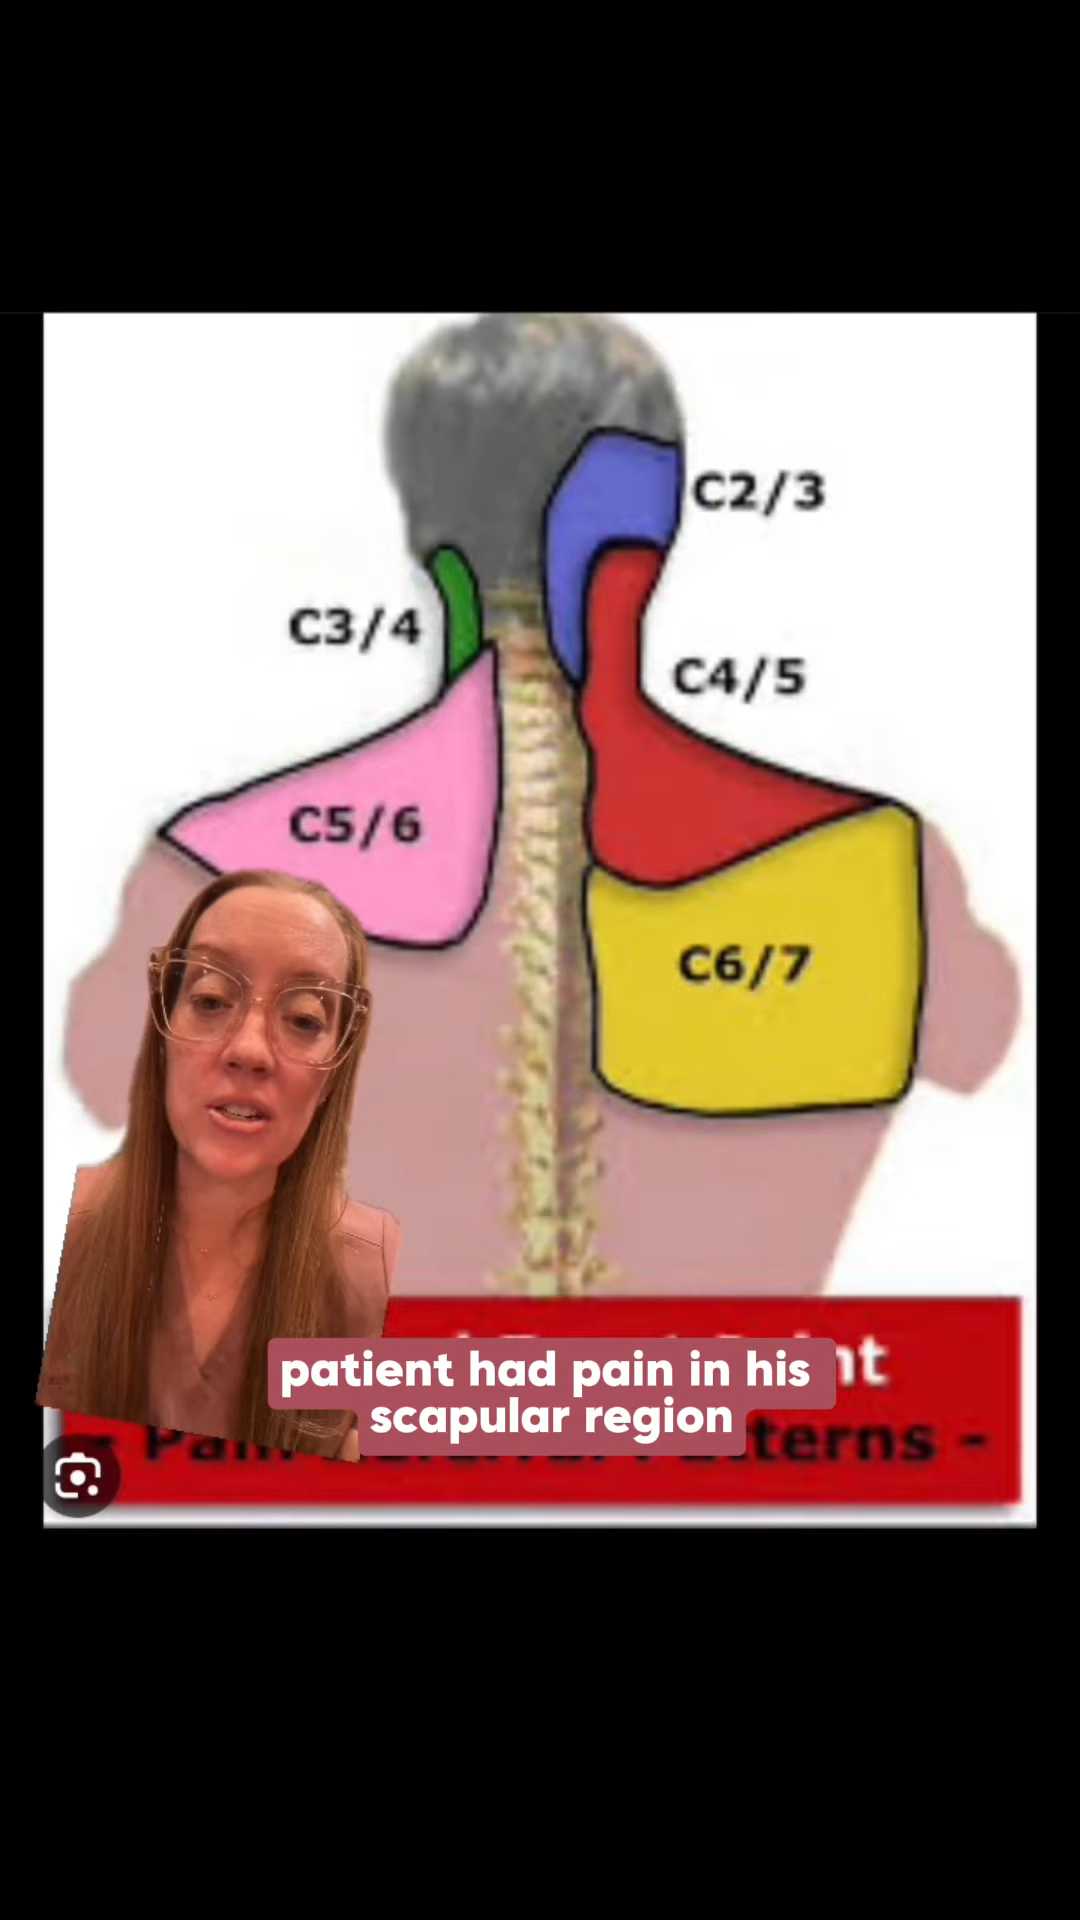 C2/3
C3/4
C4/5
C5/6
C6/7
patient had pain in his
scapular region